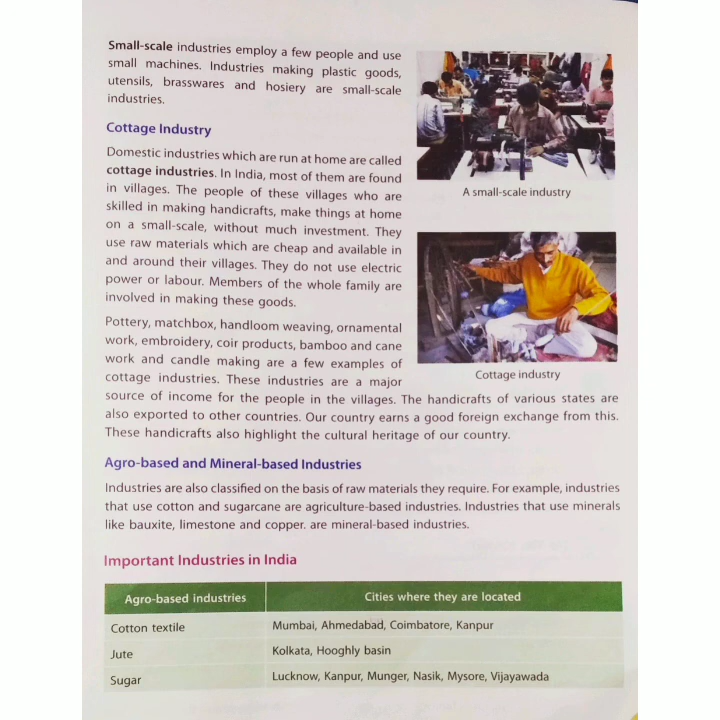 Small-scale industries employ a few people and use
small machines. Industries making plastic goods,
utensils, brasswares and hosiery are small-scale
industries.
A small-scale industry
Cottage Industry
Domestic industries which are run at home are called
cottage industries. In India, most of them are found
in villages. The people of these villages who are
skilled in making handicrafts, make things at home
on a small-scale, without much investment. They
use raw materials which are cheap and available in
and around their villages. They do not use electric
power or labour. Members of the whole family are
involved in making these goods.
Cottage industry
Pottery, matchbox, handloom weaving, ornamental
work, embroidery, coir products, bamboo and cane
work and candle making are a few examples of
cottage industries. These industries are a major
source of income for the people in the villages. The handicrafts of various states are
also exported to other countries. Our country earns a good foreign exchange from this.
These handicrafts also highlight the cultural heritage of our country.
Agro-based and Mineral-based Industries
Industries are also classified on the basis of raw materials they require. For example, industries
that use cotton and sugarcane are agriculture-based industries. Industries that use minerals
like bauxite, limestone and copper. are mineral-based industries.
Important Industries in India
Agro-based industries Cities where they are located
Cotton textile Mumbai, Ahmedabad, Coimbatore, Kanpur
Jute Kolkata, Hooghly basin
Sugar Lucknow, Kanpur, Munger, Nasik, Mysore, Vijayawada